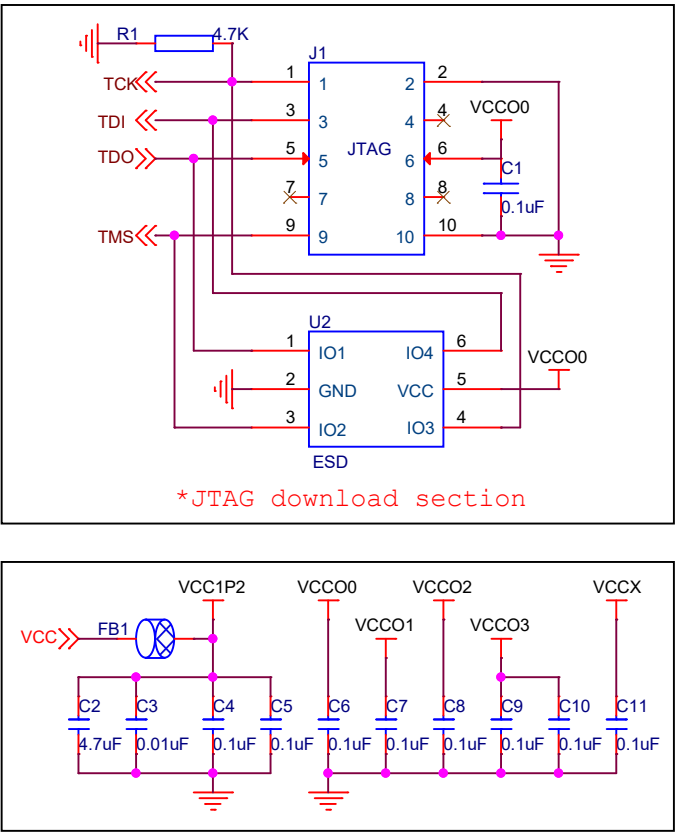 R1 4.7K
J1
TCK 1 1 2 2
VCCO0
TDI 3 3 4 4
JTAG
TDO 5 5 6 6
C1
7 7 8 8
0.1uF
TMS 9 9 10 10
U2
1 IO1 IO4 6
VCCO0
2 GND VCC 5
3 IO2 IO3 4
ESD
*JTAG download section
VCC1P2 VCCO0 VCCO2 VCCX
VCC FB1 VCCO1 VCCO3
C2 C3 C4 C5 C6 C7 C8 C9 C10 C11
4.7uF 0.01uF 0.1uF 0.1uF 0.1uF 0.1uF 0.1uF 0.1uF 0.1uF 0.1uF